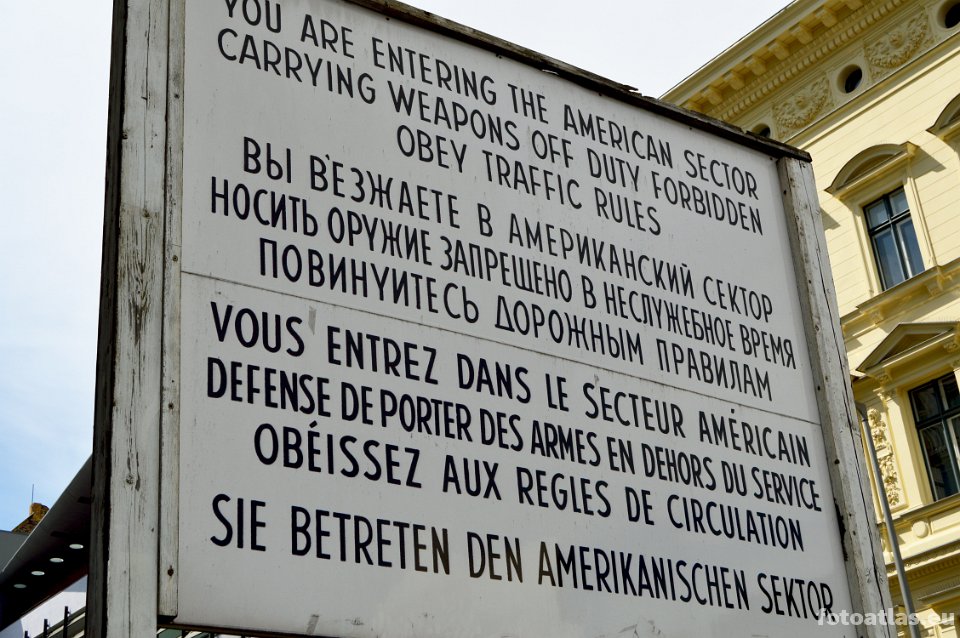 YOU ARE ENTERING THE AMERICAN SECTOR
CARRYING WEAPONS OFF DUTY FORBIDDEN
OBEY TRAFFIC RULES
ВЫ ВЪЕЗЖАЕТЕ В АМЕРИКАНСКИЙ СЕКТОР
НОСИТЬ ОРУЖИЕ ЗАПРЕЩЕНО В НЕСЛУЖЕБНОЕ ВРЕМЯ
ПОВИНУИТЕСЬ ДОРОЖНЫМ ПРАВИЛАМ
VOUS ENTREZ DANS LE SECTEUR AMÉRICAIN
DEFENSE DE PORTER DES ARMES EN DEHORS DU SERVICE
OBÉISSEZ AUX REGLES DE CIRCULATION
SIE BETRETEN DEN AMERIKANISCHEN SEKTOR
fotoatlas.eu